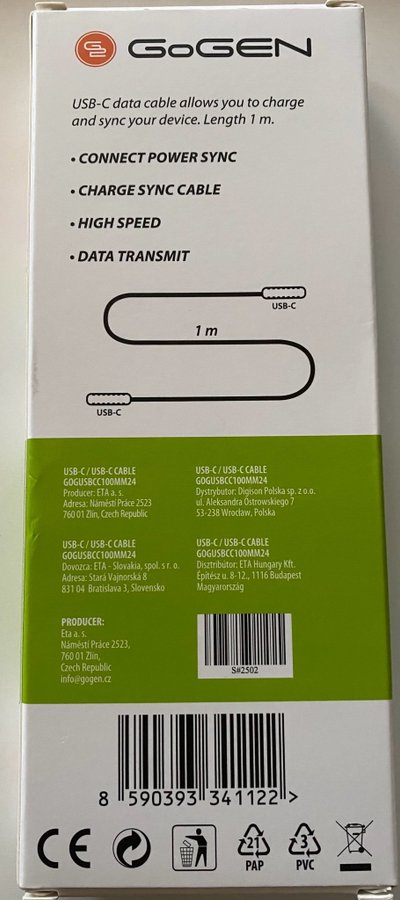 GoGEN
USB-C data cable allows you to charge
and sync your device. Length 1 m.
• CONNECT POWER SYNC
• CHARGE SYNC CABLE
• HIGH SPEED
• DATA TRANSMIT
USB-C
1 m
USB-C
USB-C / USB-C CABLE
GOGUSBCC100MM24
Producer: ETA a. s.
Adresa: Náměstí Práce 2523
760 01 Zlín, Czech Republic
USB-C / USB-C CABLE
GOGUSBCC100MM24
Dystrybutor: Digison Polska sp. z o.o.
ul. Aleksandra Ostrowskiego 7
53-238 Wrocław, Polska
USB-C / USB-C CABLE
GOGUSBCC100MM24
Dovozca: ETA - Slovakia, spol. s r. o.
Adresa: Stará Vajnorská 8
831 04 Bratislava 3, Slovensko
USB-C / USB-C CABLE
GOGUSBCC100MM24
Disztribútor: ETA Hungary Kft.
Építész u. 8-12., 1116 Budapest
Magyarország
PRODUCER:
Eta a. s.
Náměstí Práce 2523,
760 01 Zlín,
Czech Republic
info@gogen.cz
S#2502
8 590393 341122 >
CE
21
PAP
3
PVC